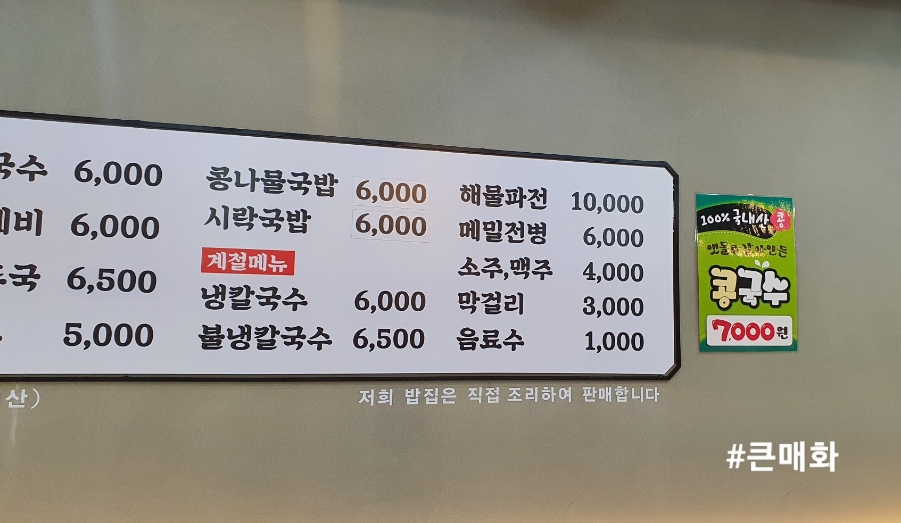 국수 6,000
비 6,000
국 6,500
5,000
콩나물국밥 6,000
시락국밥 6,000
계절메뉴
냉칼국수 6,000
불냉칼국수 6,500
해물파전 10,000
메밀전병 6,000
소주,맥주 4,000
막걸리 3,000
음료수 1,000
산)
저희 밥집은 직접 조리하여 판매합니다
100% 국내산 콩
콩국수
7,000원
#큰매화